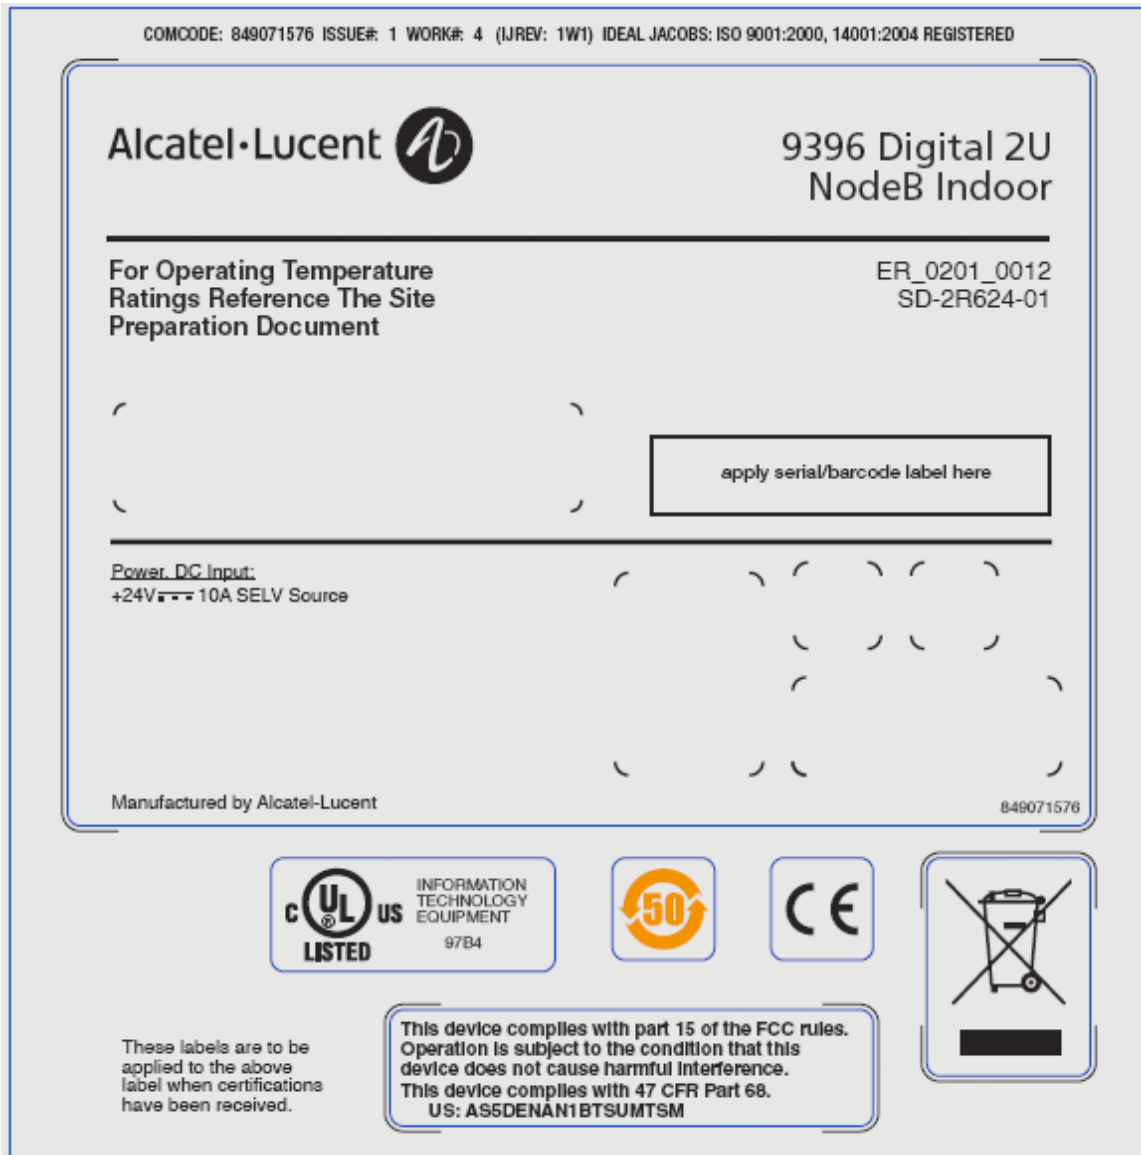 COMCODE: 849071576 ISSUE#: 1 WORK#: 4 (IJREV: 1W1) IDEAL JACOBS: ISO 9001:2000, 14001:2004 REGISTERED
Alcatel·Lucent
9396 Digital 2U
NodeB Indoor
For Operating Temperature
Ratings Reference The Site
Preparation Document
ER_0201_0012
SD-2R624-01
apply serial/barcode label here
Power, DC Input:
+24V 10A SELV Source
Manufactured by Alcatel-Lucent
849071576
C UL ® US
LISTED
INFORMATION
TECHNOLOGY
EQUIPMENT
97B4
50
CE
These labels are to be
applied to the above
label when certifications
have been received.
This device complies with part 15 of the FCC rules.
Operation is subject to the condition that this
device does not cause harmful interference.
This device complies with 47 CFR Part 68.
US: AS5DENAN1BTSUMTSM